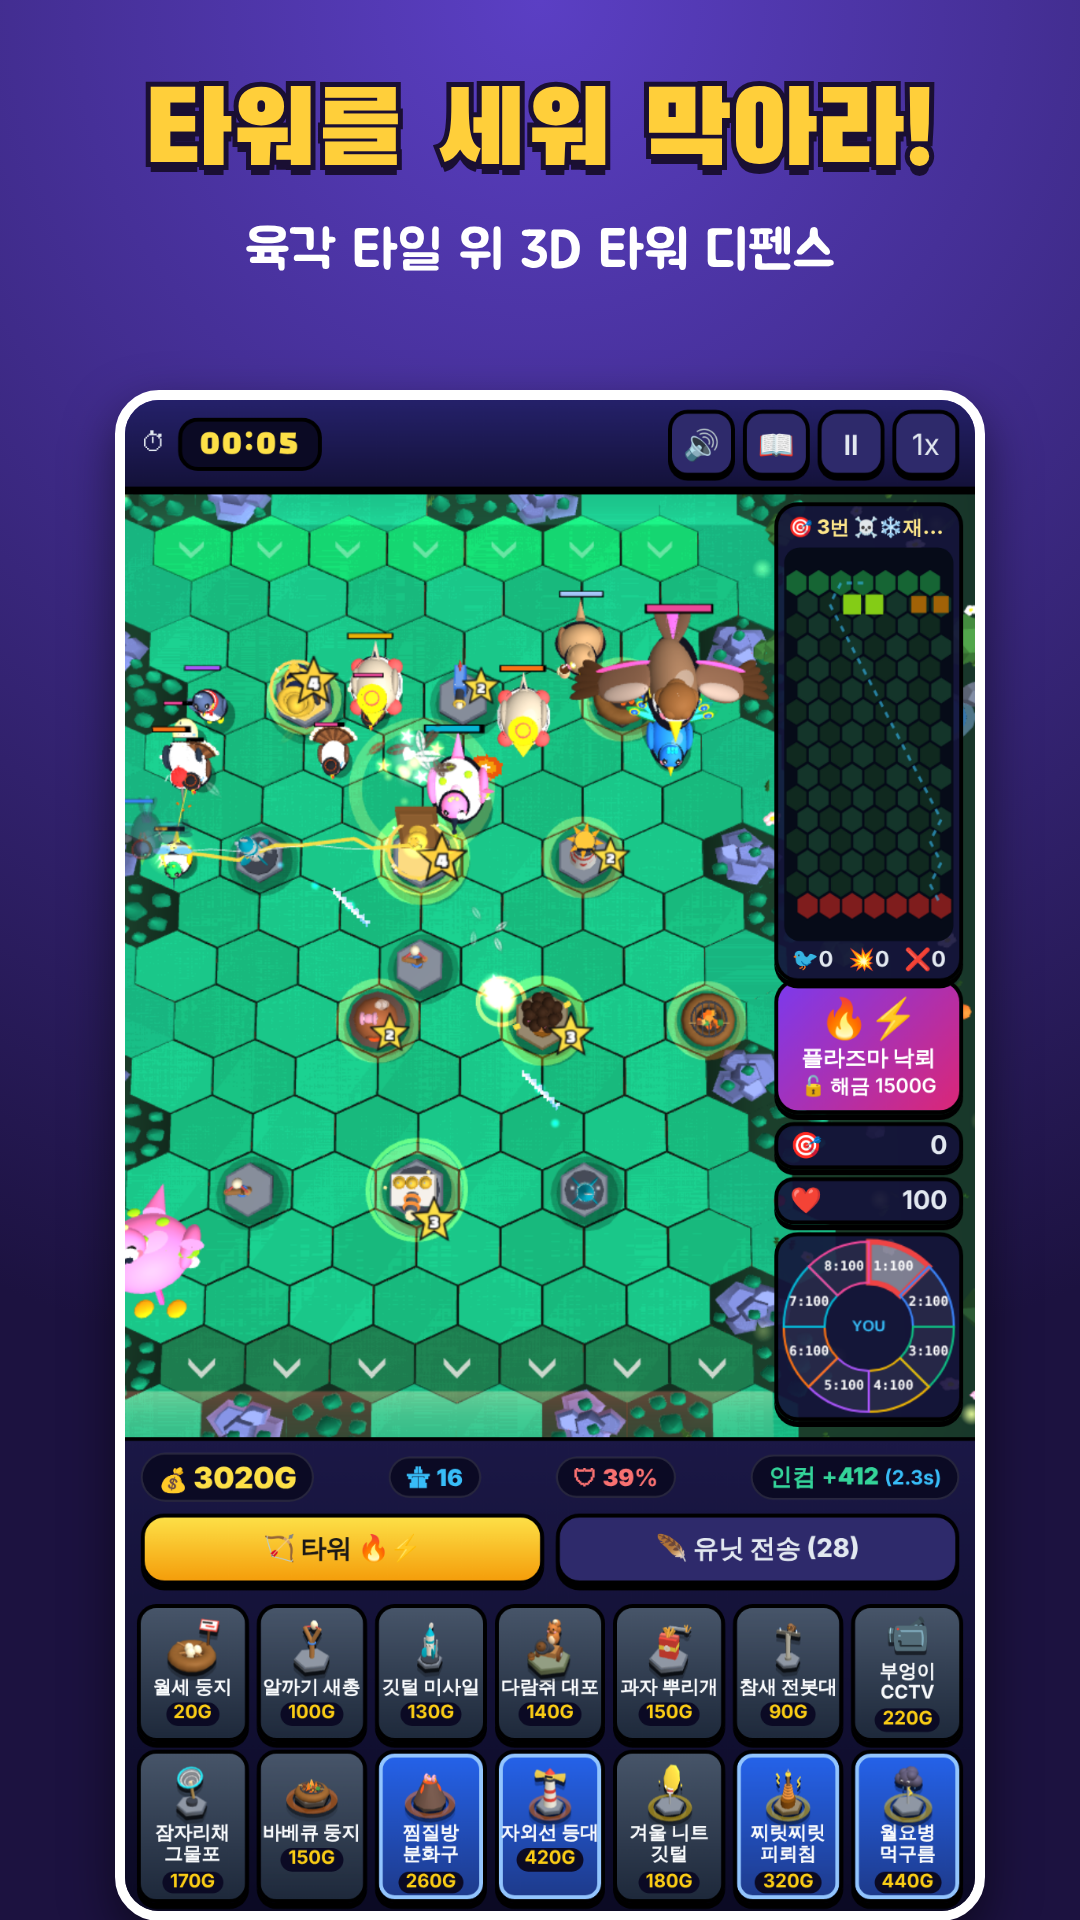 타워를 세워 막아라!
육각 타일 위 3D 타워 디펜스
00:05
1x
3번 재...
4
2
4
2
2
3
3
0 0 0
플라즈마 낙뢰
해금 1500G
0
100
8:100 1:100
7:100 2:100
YOU
6:100 3:100
5:100 4:100
3020G
16
39%
인컴 +412 (2.3s)
타워
유닛 전송 (28)
월세 둥지
20G
알까기 새총
100G
깃털 미사일
130G
다람쥐 대포
140G
과자 뿌리개
150G
참새 전봇대
90G
부엉이
CCTV
220G
잠자리채
그물포
170G
바베큐 둥지
150G
찜질방
분화구
260G
자외선 등대
420G
겨울 니트
깃털
180G
찌릿찌릿
피뢰침
320G
월요병
먹구름
440G